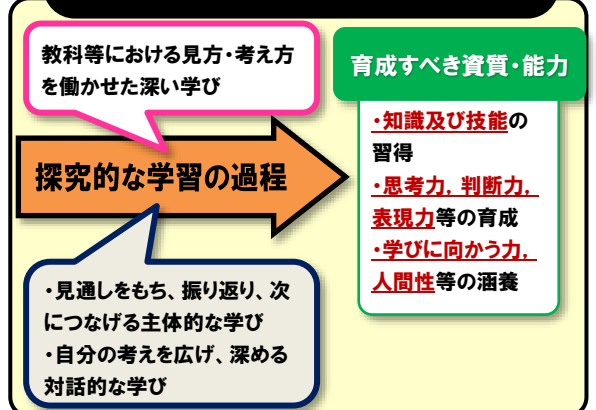 教科等における見方・考え方
を働かせた深い学び
探究的な学習の過程
・見通しをもち、振り返り、次
につなげる主体的な学び
・自分の考えを広げ、深める
対話的な学び
育成すべき資質・能力
・知識及び技能の
習得
・思考力，判断力，
表現力等の育成
・学びに向かう力，
人間性等の涵養